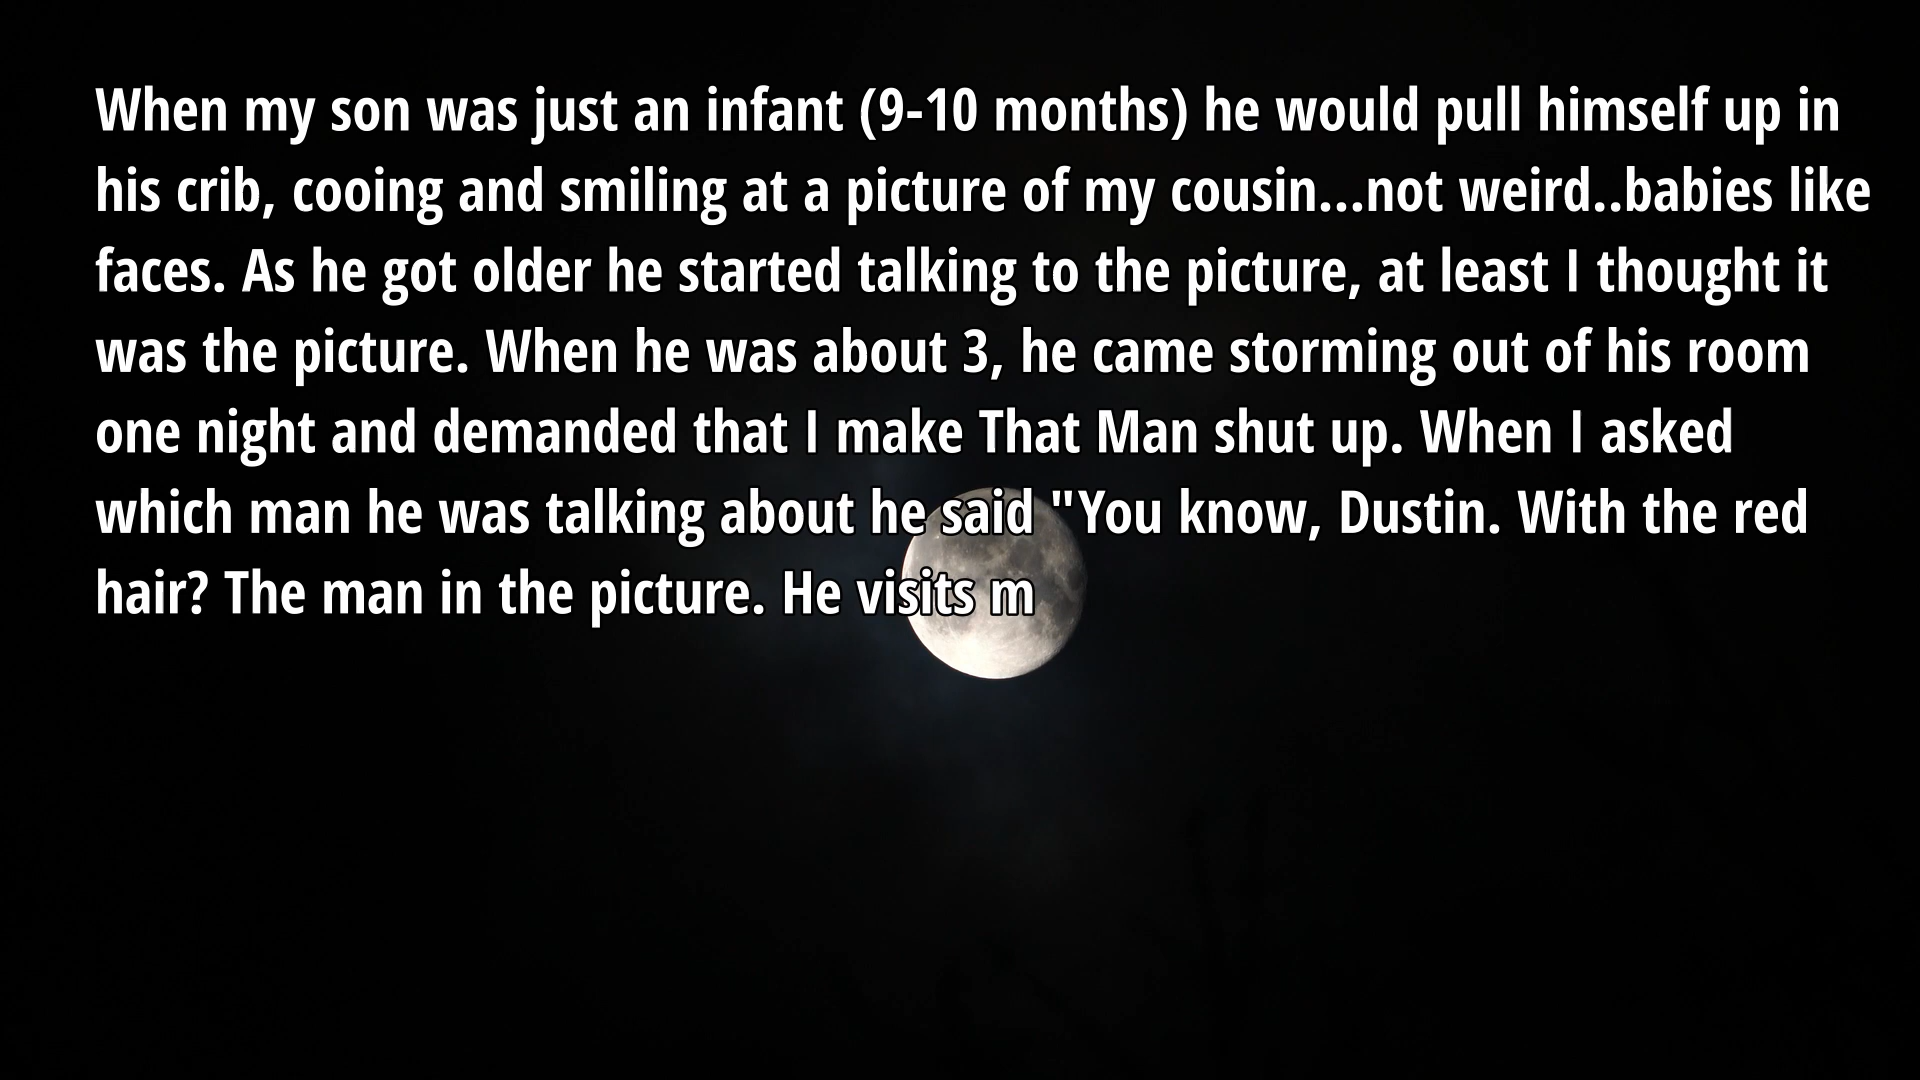 When my son was just an infant (9-10 months) he would pull himself up in
his crib, cooing and smiling at a picture of my cousin...not weird..babies like
faces. As he got older he started talking to the picture, at least I thought it
was the picture. When he was about 3, he came storming out of his room
one night and demanded that I make That Man shut up. When I asked
which man he was talking about he said "You know, Dustin. With the red
hair? The man in the picture. He visits m